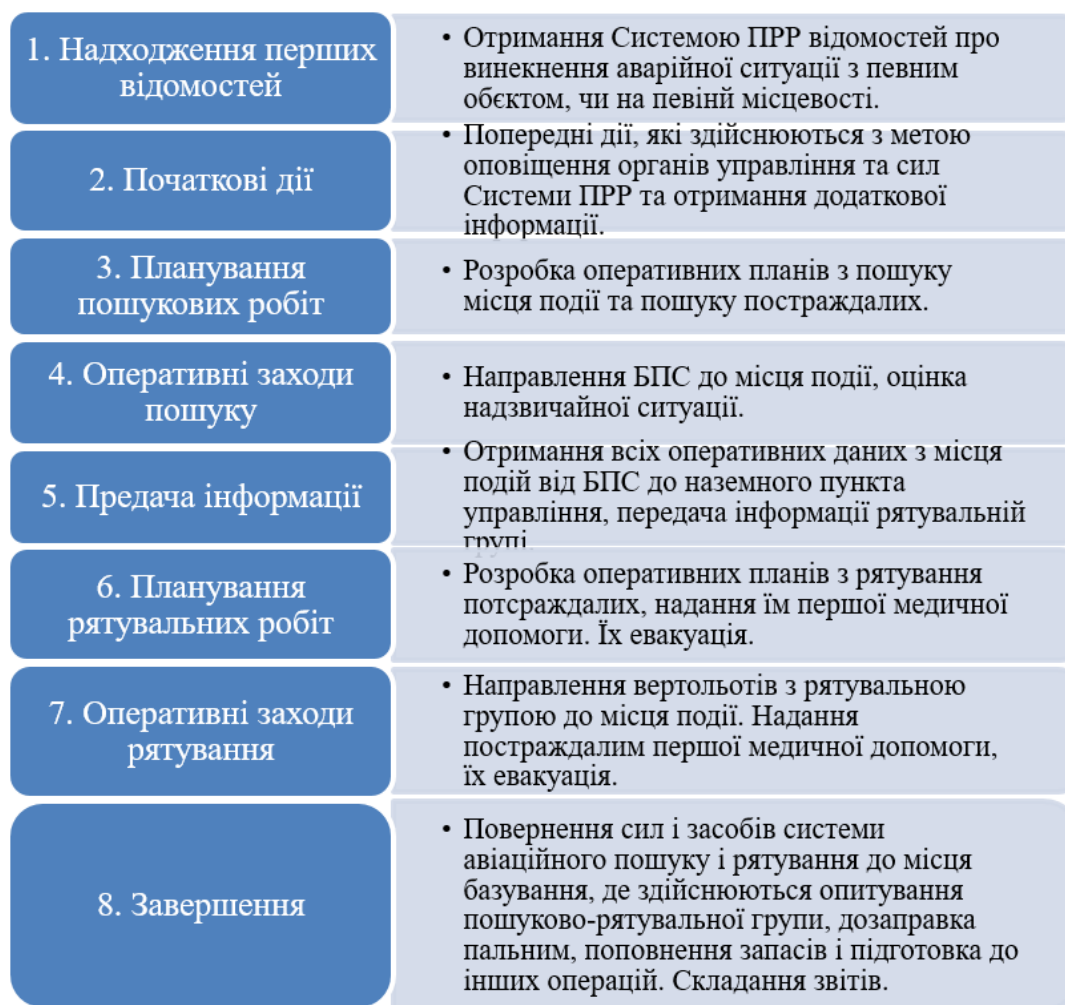 1. Надходження перших
відомостей
• Отримання Системою ПРР відомостей про
винекнення аварійної ситуації з певним
обєктом, чи на певінй місцевості.
2. Початкові дії
• Попередні дії, які здійснюються з метою
оповіщення органів управління та сил
Системи ПРР та отримання додаткової
інформації.
3. Планування
пошукових робіт
• Розробка оперативних планів з пошуку
місця події та пошуку постраждалих.
4. Оперативні заходи
пошуку
• Направлення БПС до місця події, оцінка
надзвичайної ситуації.
5. Предача інформації
• Отримання всіх оперативних даних з місця
подій від БПС до наземного пункта
управління, передача інформації рятувальній
групі.
6. Планування
рятувальних робіт
• Розробка оперативних планів з рятування
потсраждалих, надання їм першої медичної
допомоги. Їх евакуація.
7. Оперативні заходи
рятування
• Направлення вертольотів з рятувальною
групою до місця події. Надання
постраждалим першої медичної допомоги,
їх евакуація.
8. Завершення
• Повернення сил і засобів системи
авіаційного пошуку і рятування до місця
базування, де здійснюються опитування
пошуково-рятувальної групи, дозаправка
пальним, поповнення запасів і підготовка до
інших операцій. Складання звітів.